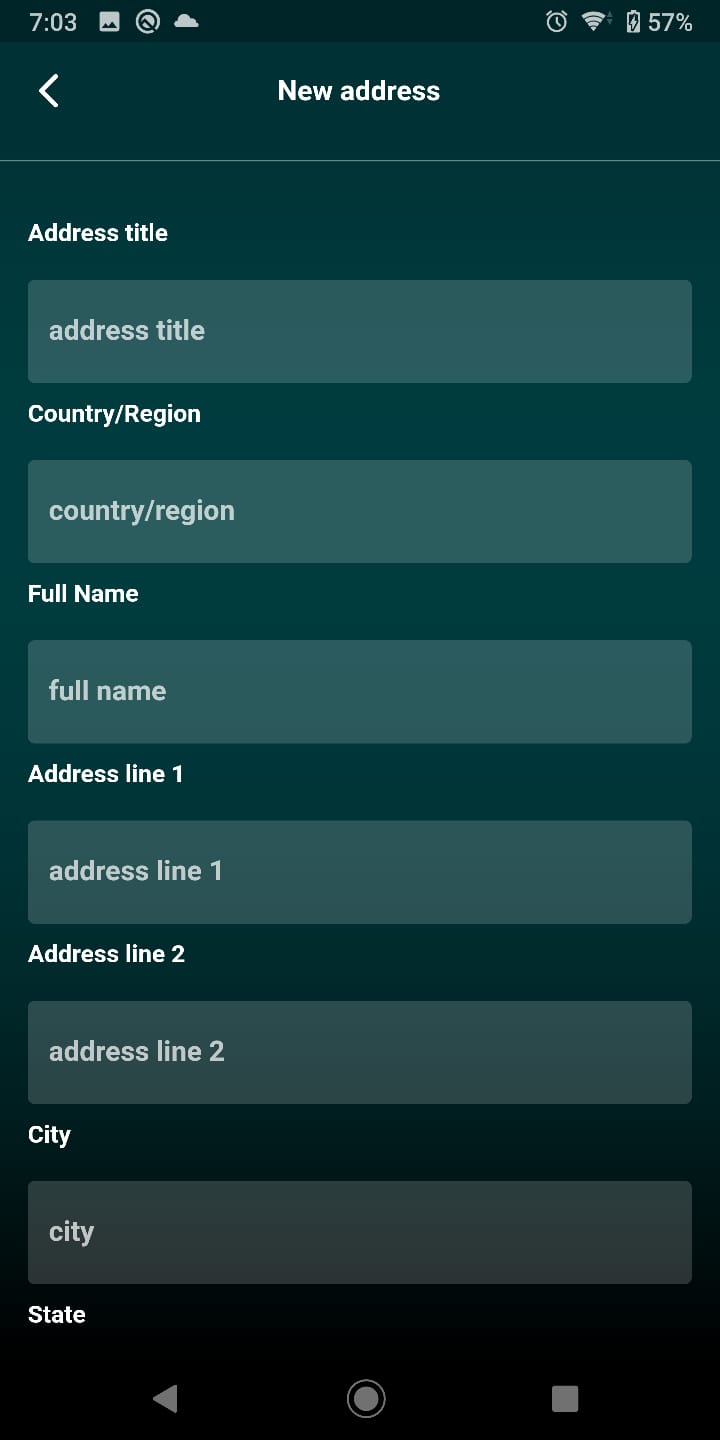 7:03 57%
New address
Address title
address title
Country/Region
country/region
Full Name
full name
Address line 1
address line 1
Address line 2
address line 2
City
city
State